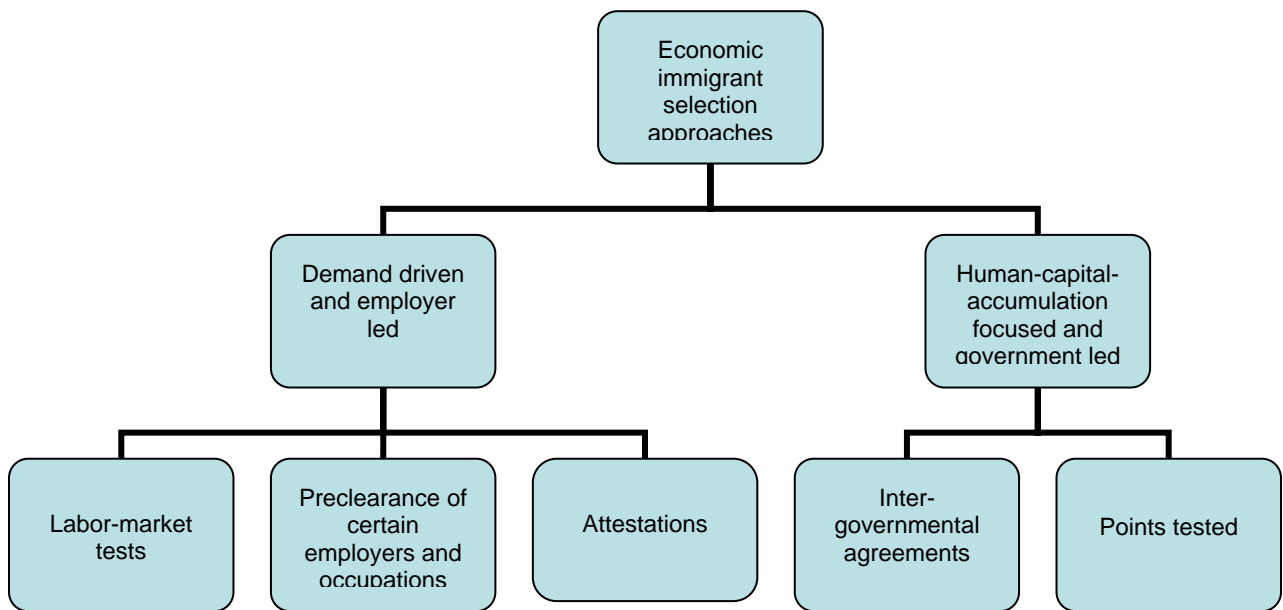 Economic
immigrant
selection
approaches
Demand driven
and employer
led
Human-capital-
accumulation
focused and
government led
Labor-market
tests
Preclearance of
certain
employers and
occupations
Attestations
Inter-
governmental
agreements
Points tested